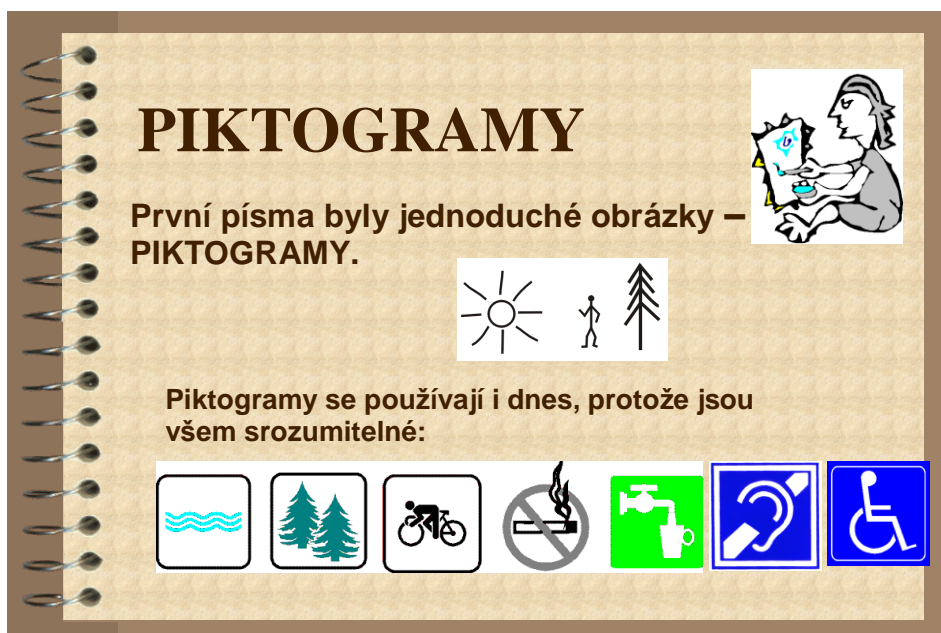 PIKTOGRAMY
První písma byly jednoduché obrázky –
PIKTOGRAMY.
Piktogramy se používají i dnes, protože jsou
všem srozumitelné: